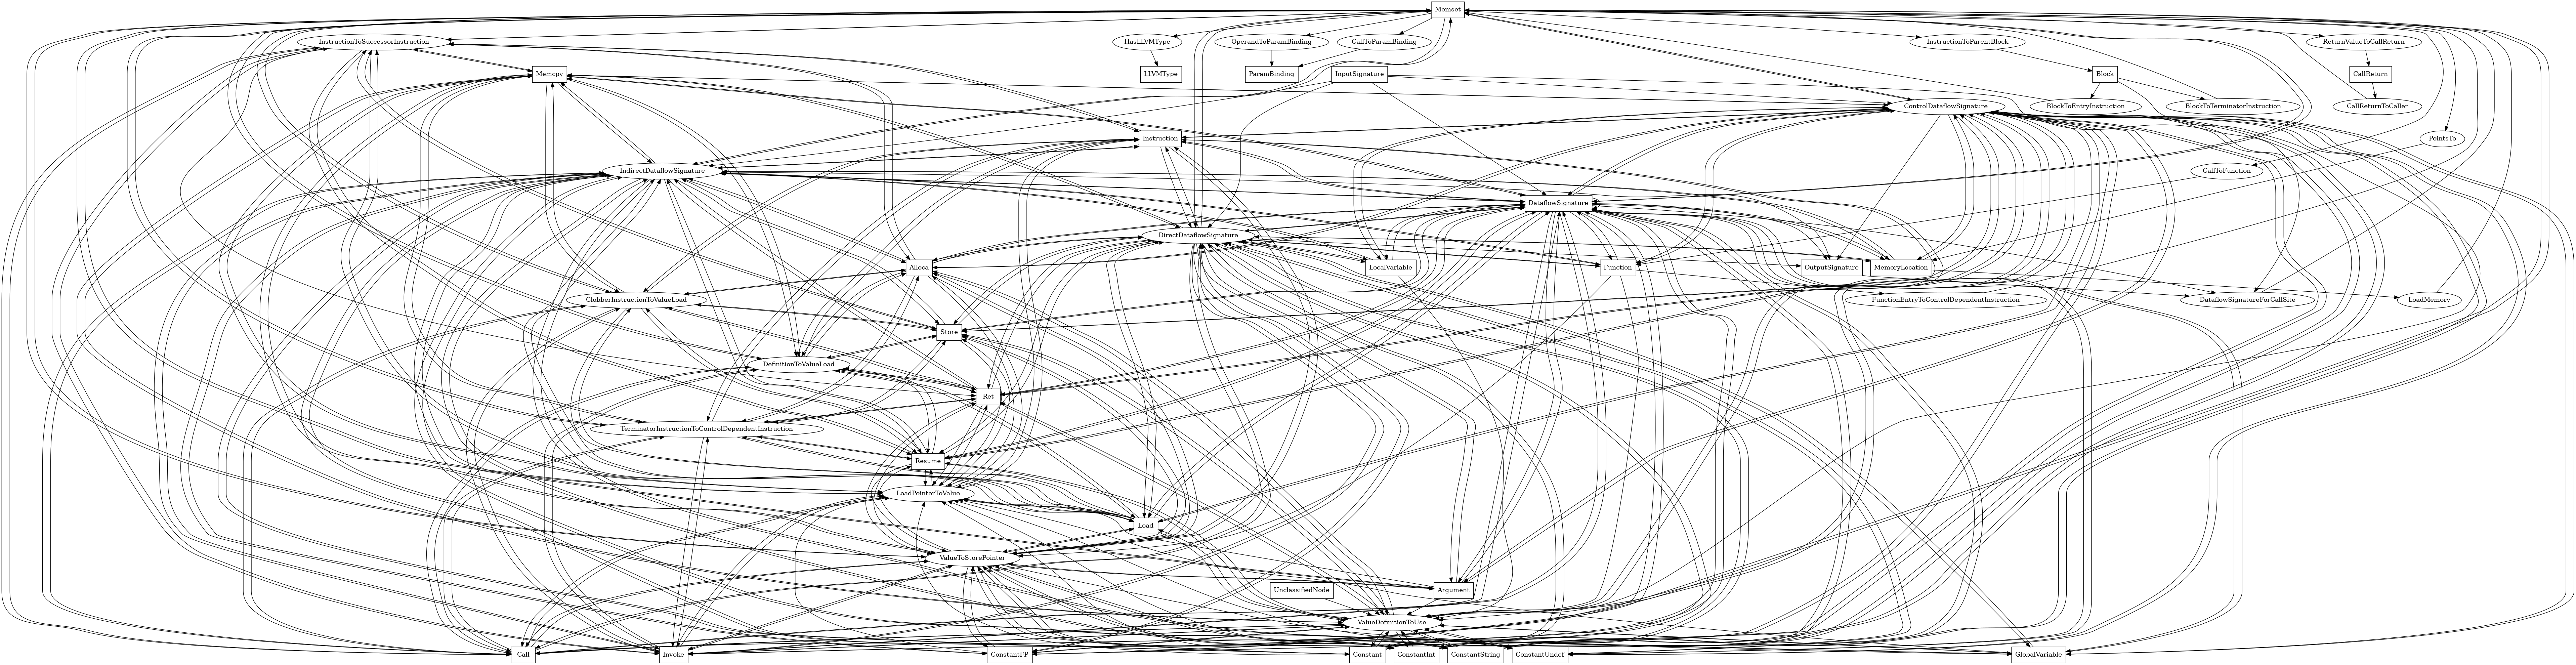 Memset
InstructionToSuccessorInstruction
HasLLVMType
OperandToParamBinding
CallToParamBinding
InstructionToParentBlock
ReturnValueToCallReturn
Memcpy
LLVMType
ParamBinding
InputSignature
Block
CallReturn
ControlDataflowSignature
BlockToEntryInstruction
BlockToTerminatorInstruction
CallReturnToCaller
Instruction
PointsTo
IndirectDataflowSignature
CallToFunction
DataflowSignature
DirectDataflowSignature
Alloca
LocalVariable
Function
OutputSignature
MemoryLocation
ClobberInstructionToValueLoad
FunctionEntryToControlDependentInstruction
DataflowSignatureForCallSite
LoadMemory
Store
DefinitionToValueLoad
Ret
TerminatorInstructionToControlDependentInstruction
Resume
LoadPointerToValue
Load
ValueToStorePointer
UnclassifiedNode
Argument
ValueDefinitionToUse
Call
Invoke
ConstantFP
Constant
ConstantInt
ConstantString
ConstantUndef
GlobalVariable